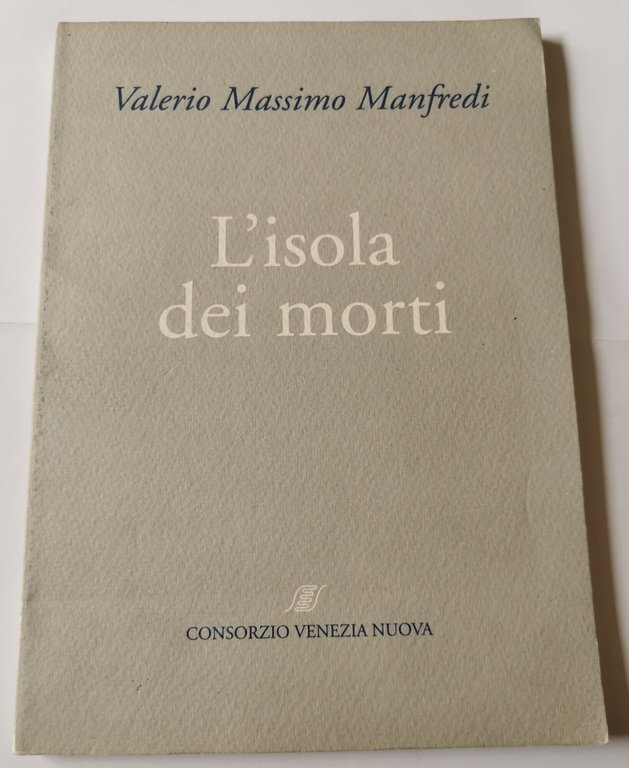 Valerio Massimo Manfredi
L'isola
dei morti
CONSORZIO VENEZIA NUOVA